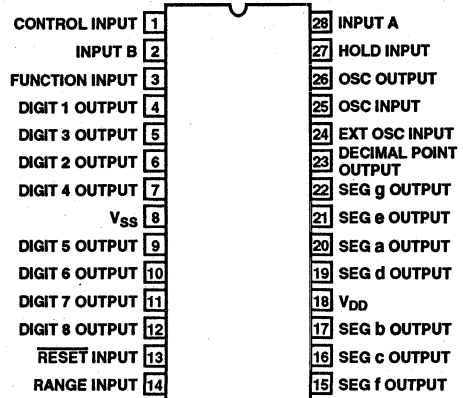 CONTROL INPUT 1
INPUT B 2
FUNCTION INPUT 3
DIGIT 1 OUTPUT 4
DIGIT 3 OUTPUT 5
DIGIT 2 OUTPUT 6
DIGIT 4 OUTPUT 7
VSS 8
DIGIT 5 OUTPUT 9
DIGIT 6 OUTPUT 10
DIGIT 7 OUTPUT 11
DIGIT 8 OUTPUT 12
RESET INPUT 13
RANGE INPUT 14
28 INPUT A
27 HOLD INPUT
26 OSC OUTPUT
25 OSC INPUT
24 EXT OSC INPUT
23 DECIMAL POINT
OUTPUT
22 SEG g OUTPUT
21 SEG e OUTPUT
20 SEG a OUTPUT
19 SEG d OUTPUT
18 VDD
17 SEG b OUTPUT
16 SEG c OUTPUT
15 SEG f OUTPUT